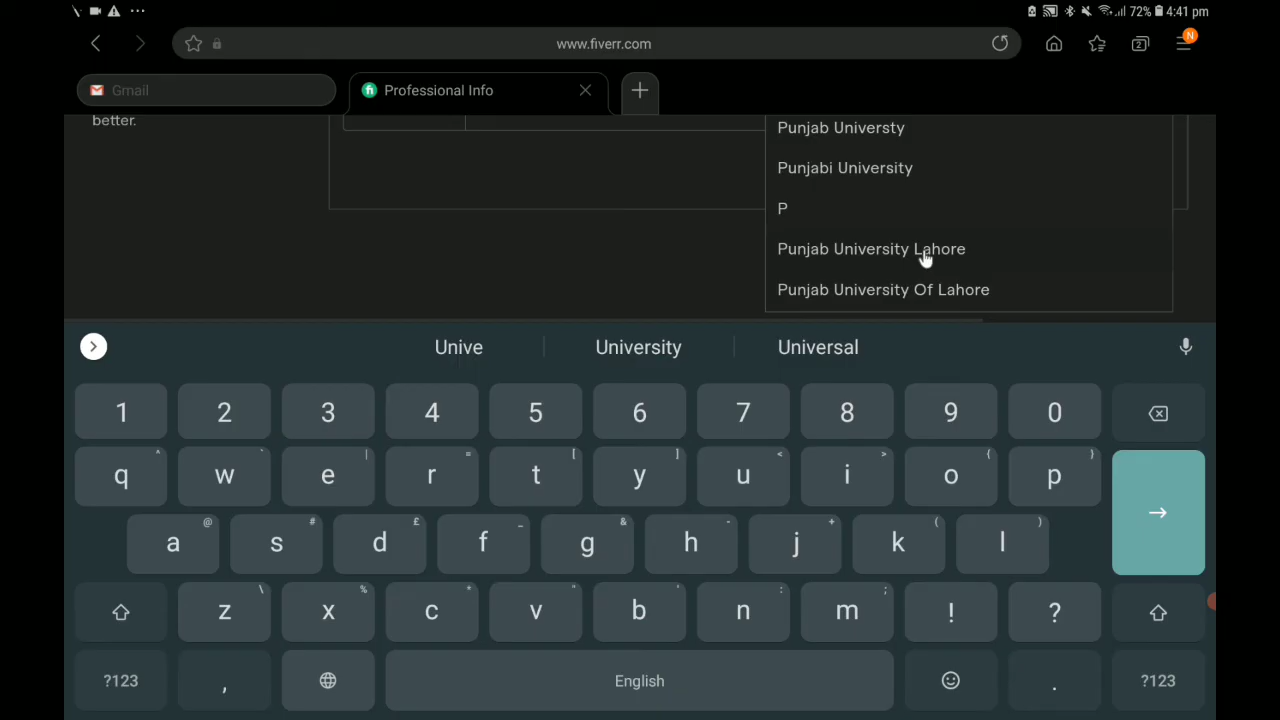 72% 4:41 pm
www.fiverr.com
2
N
Gmail
fi Professional Info
better.
Punjab Universty
Punjabi University
P
Punjab University Lahore
Punjab University Of Lahore
Unive University Universal
1 2 3 4 5 6 7 8 9 0
q ^ w ` e | r = t [ y ] u < i > o { p }
a @ s # d £ f _ g & h - j + k ( l )
z \ x % c * v " b ' n : m ; ! ?
?123 , English . ?123